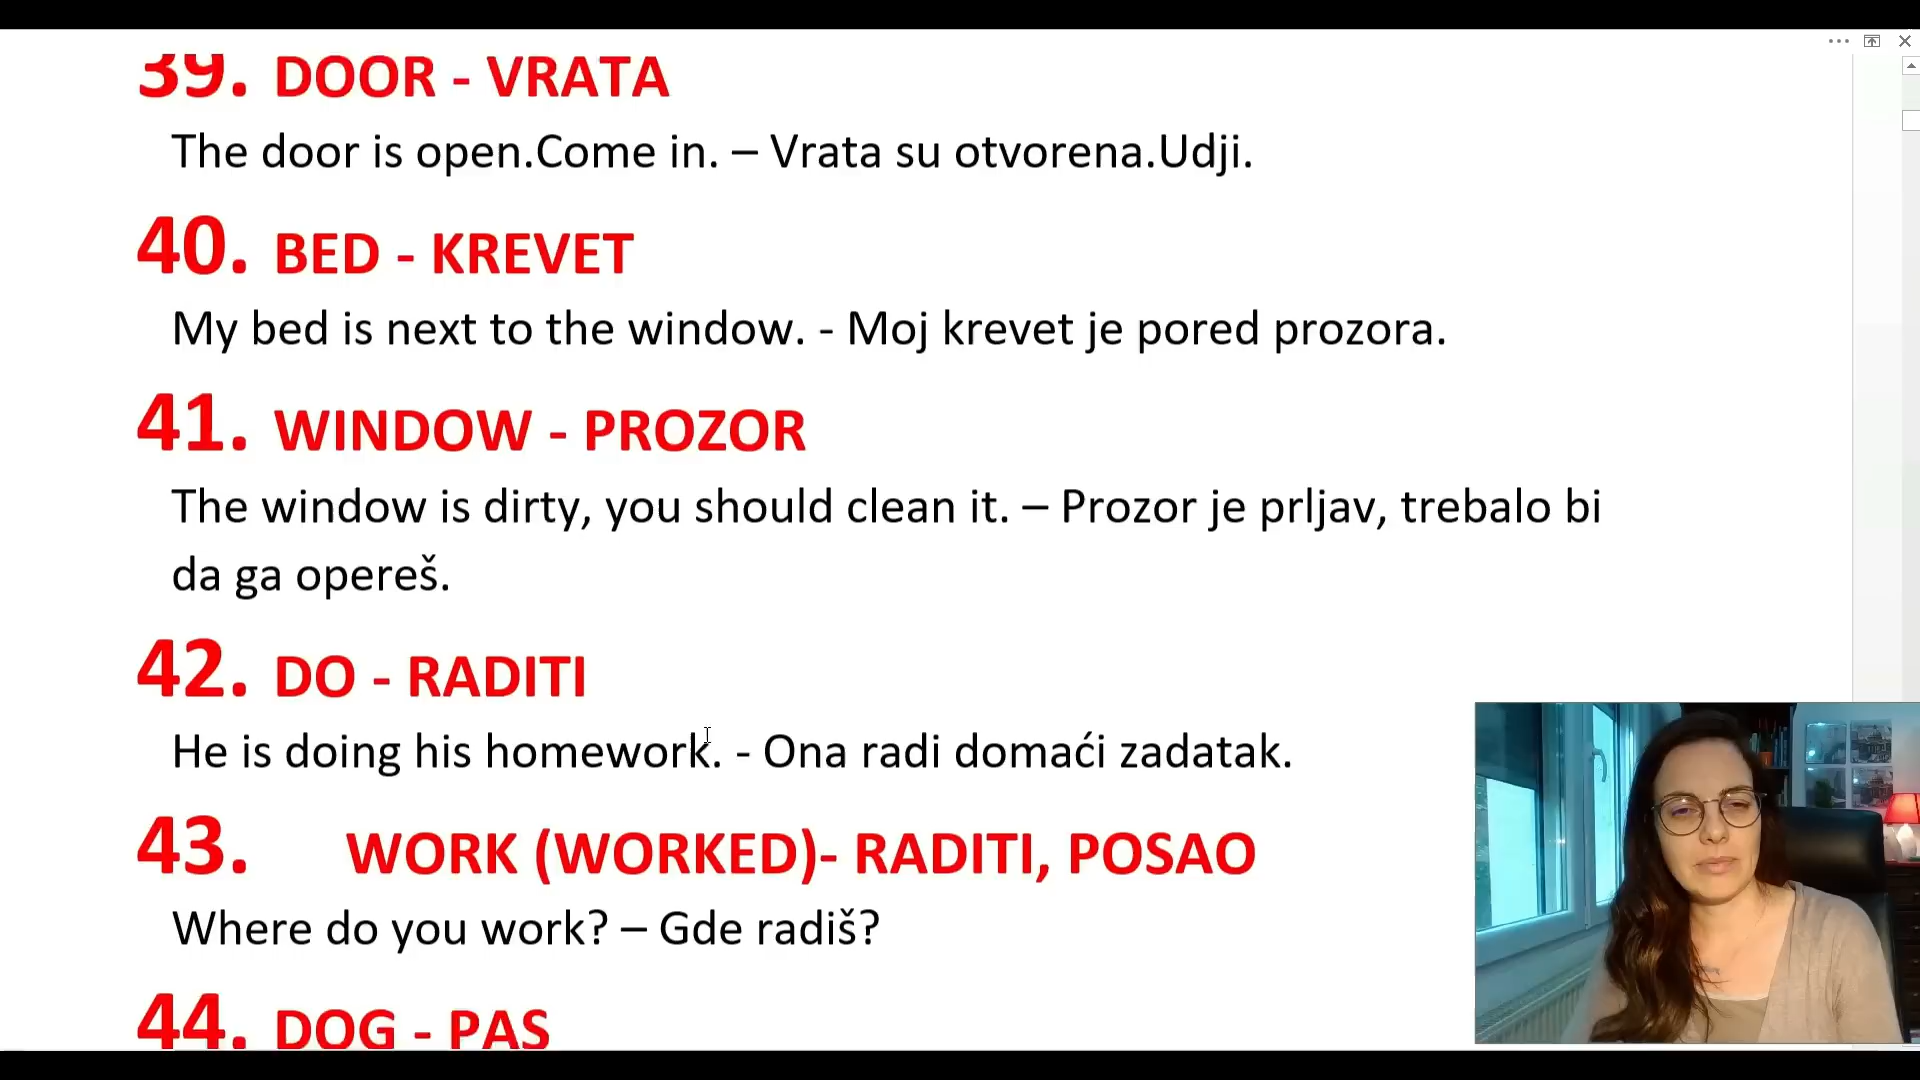 39. DOOR - VRATA
The door is open.Come in. – Vrata su otvorena.Udji.
40. BED - KREVET
My bed is next to the window. - Moj krevet je pored prozora.
41. WINDOW - PROZOR
The window is dirty, you should clean it. – Prozor je prljav, trebalo bi
da ga opereš.
42. DO - RADITI
He is doing his homework. - Ona radi domaći zadatak.
43. WORK (WORKED)- RADITI, POSAO
Where do you work? – Gde radiš?
44. DOG - PAS